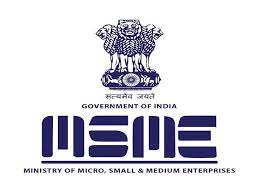 सत्यमेव जयते
GOVERNMENT OF INDIA
MSME
MINISTRY OF MICRO, SMALL & MEDIUM ENTERPRISES